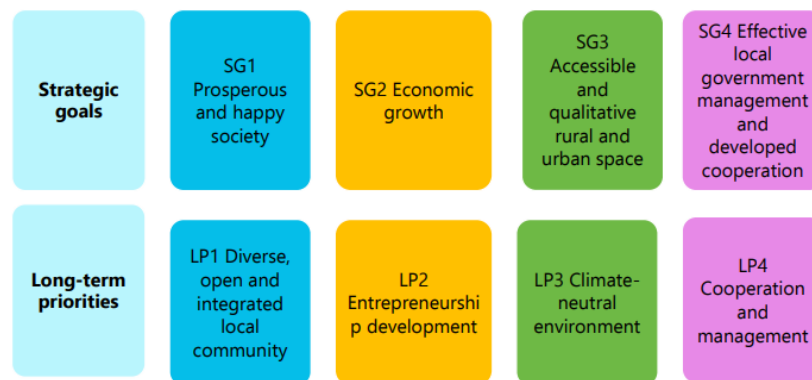 Strategic
goals
SG1
Prosperous
and happy
society
SG2 Economic
growth
SG3
Accessible
and
qualitative
rural and
urban space
SG4 Effective
local
government
management
and
developed
cooperation
Long-term
priorities
LP1 Diverse,
open and
integrated
local
community
LP2
Entrepreneurshi
p development
LP3 Climate-
neutral
environment
LP4
Cooperation
and
management